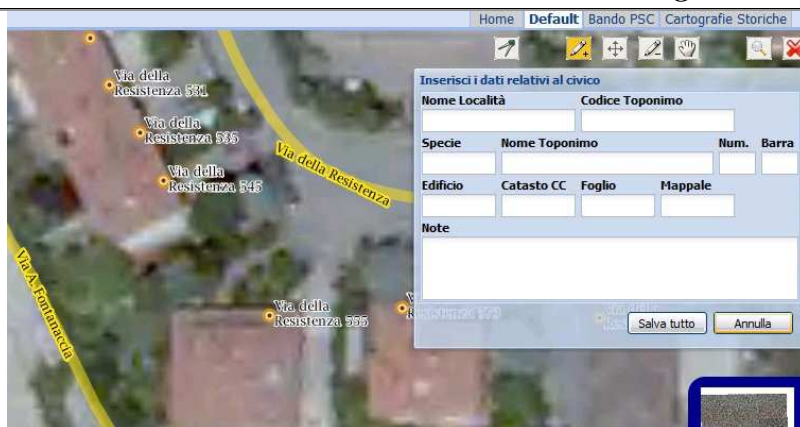 Home Default Bando PSC Cartografie Storiche
Inserisci i dati relativi al civico
Nome Località Codice Toponimo
Specie Nome Toponimo Num. Barra
Edificio Catasto CC Foglio Mappale
Note
Salva tutto Annulla
Via della
Resistenza 531
Via della
Resistenza 535
Via della
Resistenza 545
Via della Resistenza
Via A. Fontanaccia
Via della
Resistenza 555